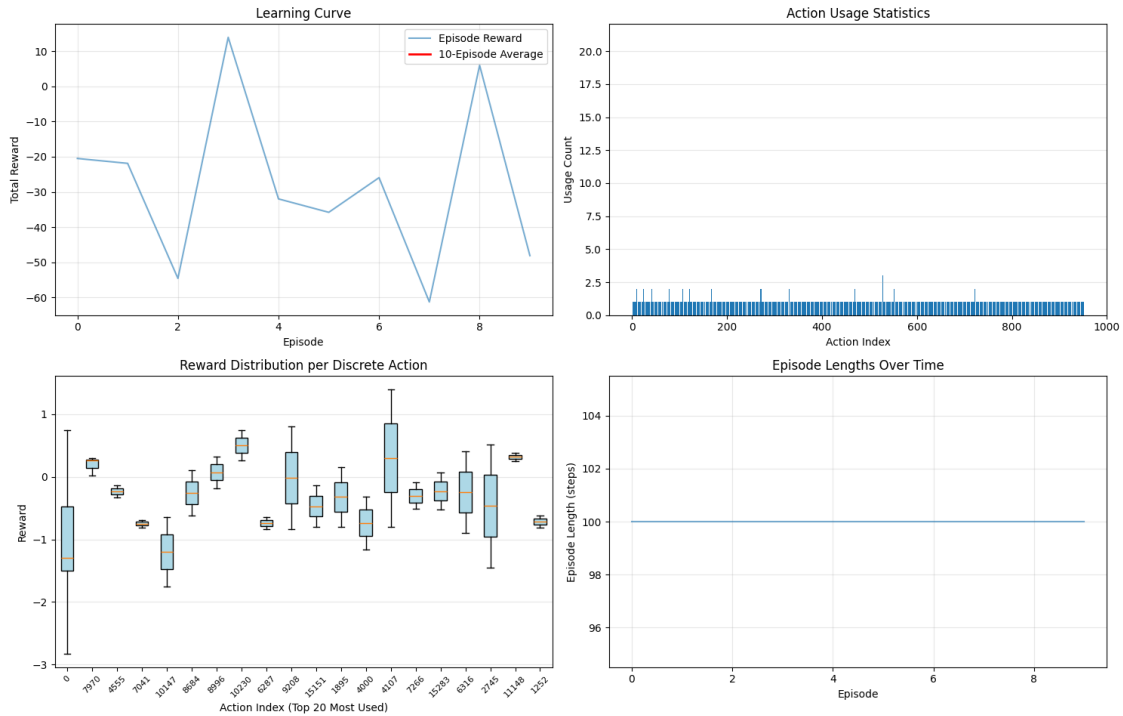 Learning Curve
Total Reward
10
0
−10
−20
−30
−40
−50
−60
Episode Reward
10-Episode Average
0 2 4 6 8
Episode
Action Usage Statistics
Usage Count
20.0
17.5
15.0
12.5
10.0
7.5
5.0
2.5
0.0
0 200 400 600 800 1000
Action Index
Reward Distribution per Discrete Action
Reward
1
0
−1
−2
−3
0 7970 4555 7041 10147 8684 8996 10230 6287 9208 15151 1895 4000 4107 7266 15283 6316 2745 11148 1252
Action Index (Top 20 Most Used)
Episode Lengths Over Time
Episode Length (steps)
104
102
100
98
96
0 2 4 6 8
Episode